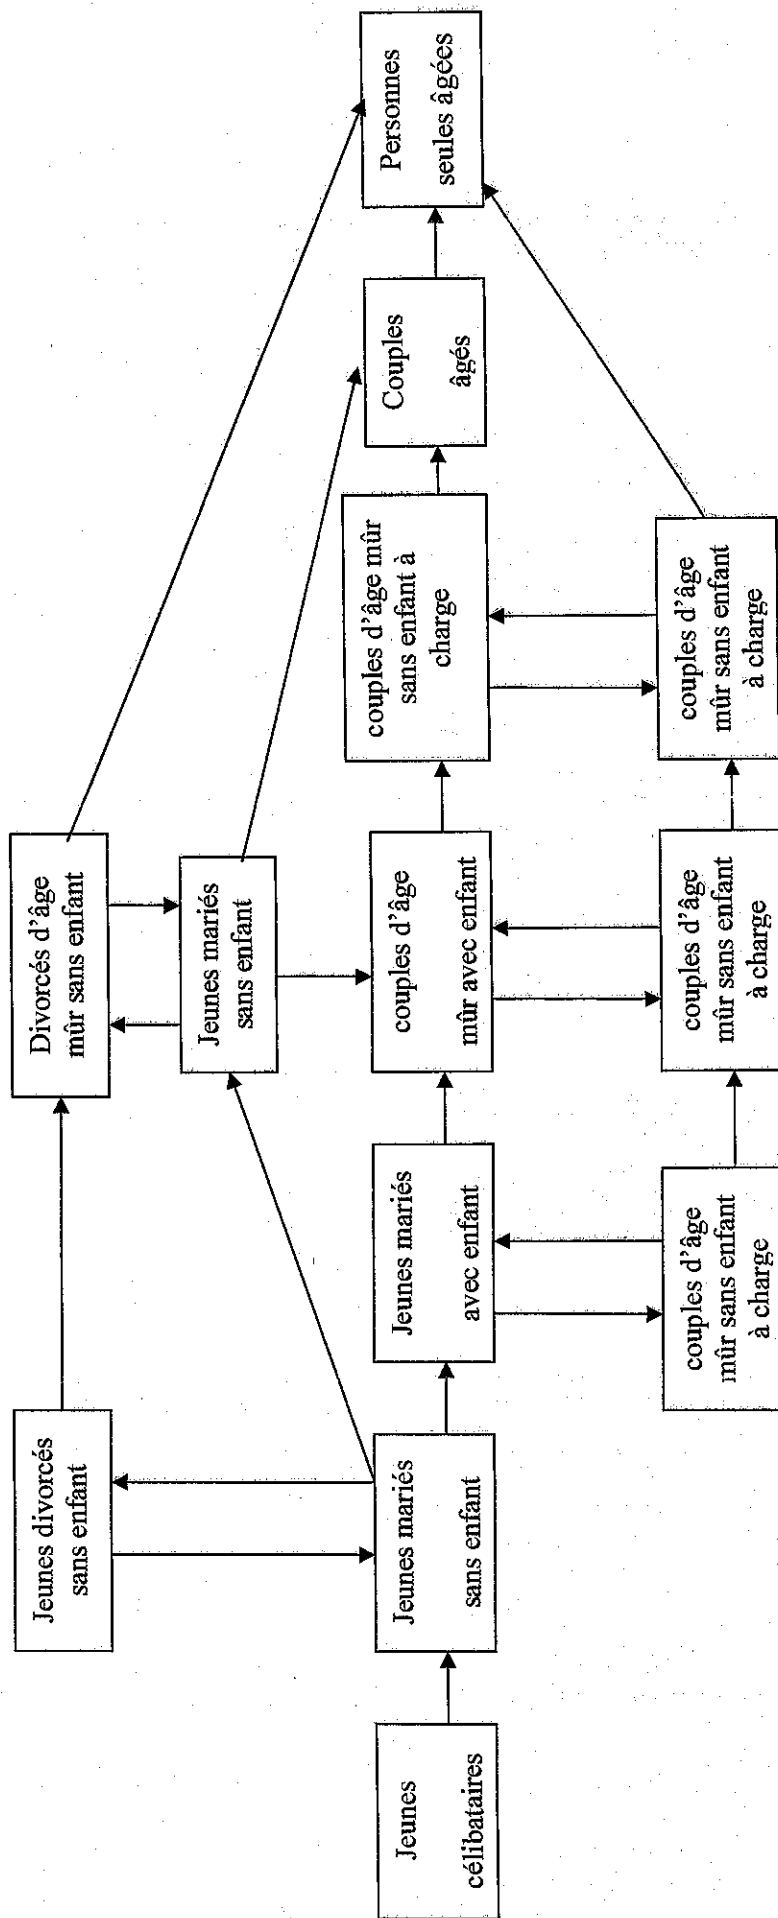 Jeunes divorcés
sans enfant
Divorcés d'âge
mûr sans enfant
Jeunes mariés
sans enfant
Jeunes
célibataires
Jeunes mariés
sans enfant
Jeunes mariés
avec enfant
couples d'âge
mûr avec enfant
couples d'âge mûr
sans enfant à
charge
Couples
âgés
Personnes
seules âgées
couples d'âge
mûr sans enfant
à charge
couples d'âge
mûr sans enfant
à charge
couples d'âge
mûr sans enfant
à charge